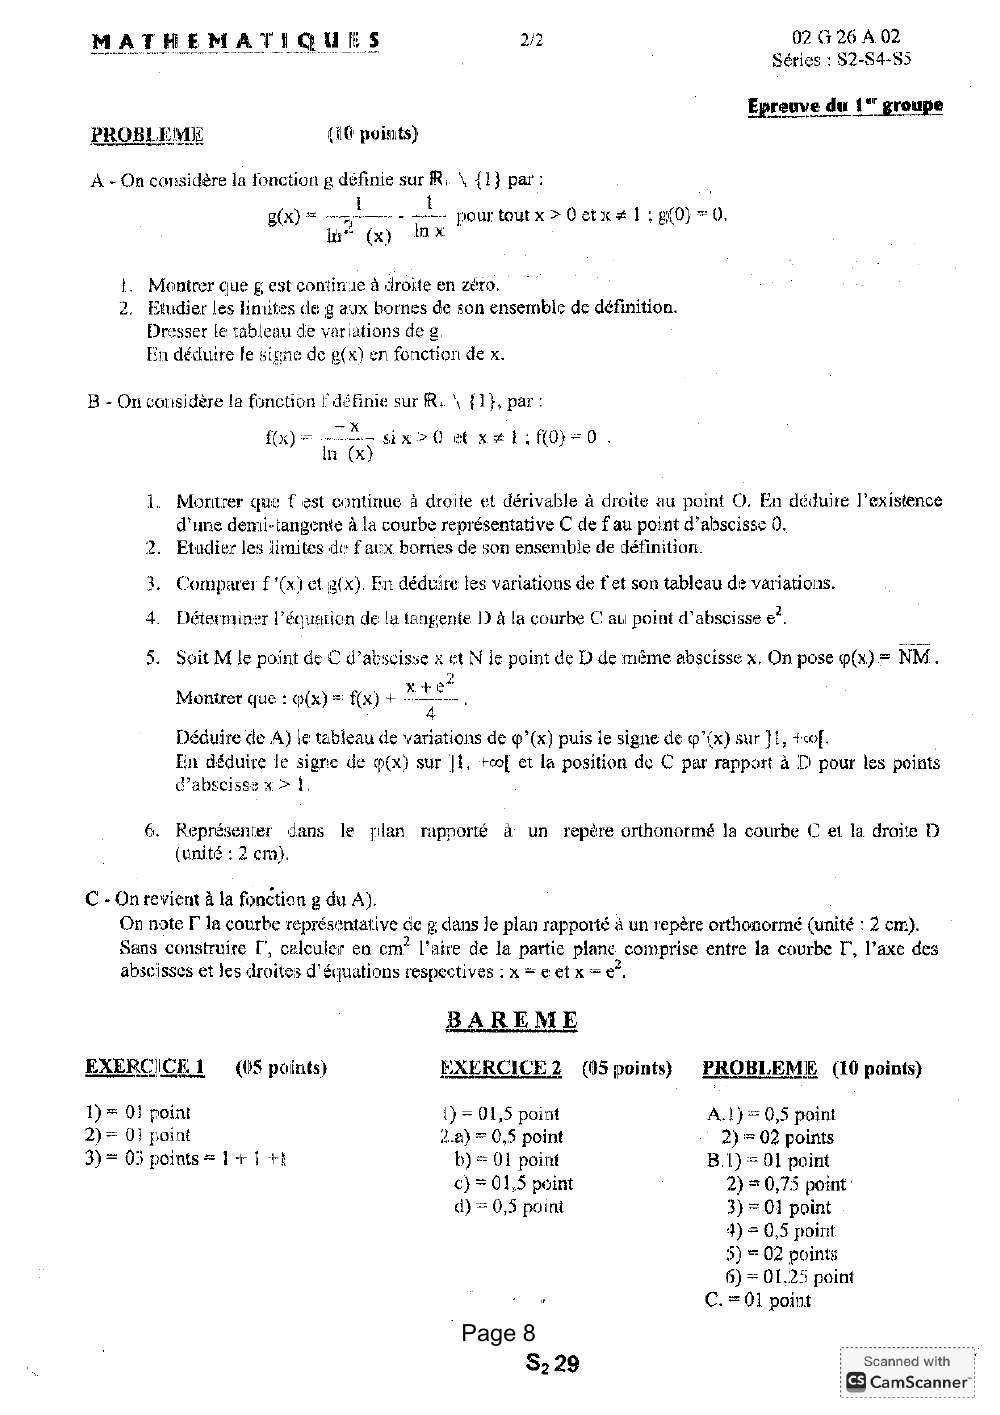 MATHEMATIQUES 2/2 02 G 26 A 02
Séries : S2-S4-S5
Epreuve du 1er groupe
PROBLEME (10 points)
A - On considère la fonction g définie sur ℝ+ \ {1} par :
g(x) = 1 / ln² (x) - 1 / ln x pour tout x > 0 et x ≠ 1 ; g(0) = 0.
1. Montrer que g est continue à droite en zéro.
2. Etudier les limites de g aux bornes de son ensemble de définition.
Dresser le tableau de variations de g.
En déduire le signe de g(x) en fonction de x.
B - On considère la fonction f définie sur ℝ+ \ {1}, par :
f(x) = -x / ln (x) si x > 0 et x ≠ 1 ; f(0) = 0 .
1. Montrer que f est continue à droite et dérivable à droite au point O. En déduire l'existence
d'une demi-tangente à la courbe représentative C de f au point d'abscisse 0.
2. Etudier les limites de f aux bornes de son ensemble de définition.
3. Comparer f '(x) et g(x). En déduire les variations de f et son tableau de variations.
4. Déterminer l'équation de la tangente D à la courbe C au point d'abscisse e².
5. Soit M le point de C d'abscisse x et N le point de D de même abscisse x. On pose φ(x) = N̅M̅ .
Montrer que : φ(x) = f(x) + (x + e²) / 4 .
Déduire de A) le tableau de variations de φ'(x) puis le signe de φ'(x) sur ]1, +∞[.
En déduire le signe de φ(x) sur ]1, +∞[ et la position de C par rapport à D pour les points
d'abscisse x > 1.
6. Représenter dans le plan rapporté à un repère orthonormé la courbe C et la droite D
(unité : 2 cm).
C - On revient à la fonction g du A).
On note Γ la courbe représentative de g dans le plan rapporté à un repère orthonormé (unité : 2 cm).
Sans construire Γ, calculer en cm² l'aire de la partie plane comprise entre la courbe Γ, l'axe des
abscisses et les droites d'équations respectives : x = e et x = e².
BAREME
EXERCICE 1 (05 points) EXERCICE 2 (05 points) PROBLEME (10 points)
1) = 01 point 1) = 01,5 point A.1) = 0,5 point
2) = 01 point 2.a) = 0,5 point 2) = 02 points
3) = 03 points = 1 + 1 +1 b) = 01 point B.1) = 01 point
c) = 01,5 point 2) = 0,75 point
d) = 0,5 point 3) = 01 point
4) = 0,5 point
5) = 02 points
6) = 01,25 point
C. = 01 point
Page 8
S₂ 29
Scanned with
CS CamScanner